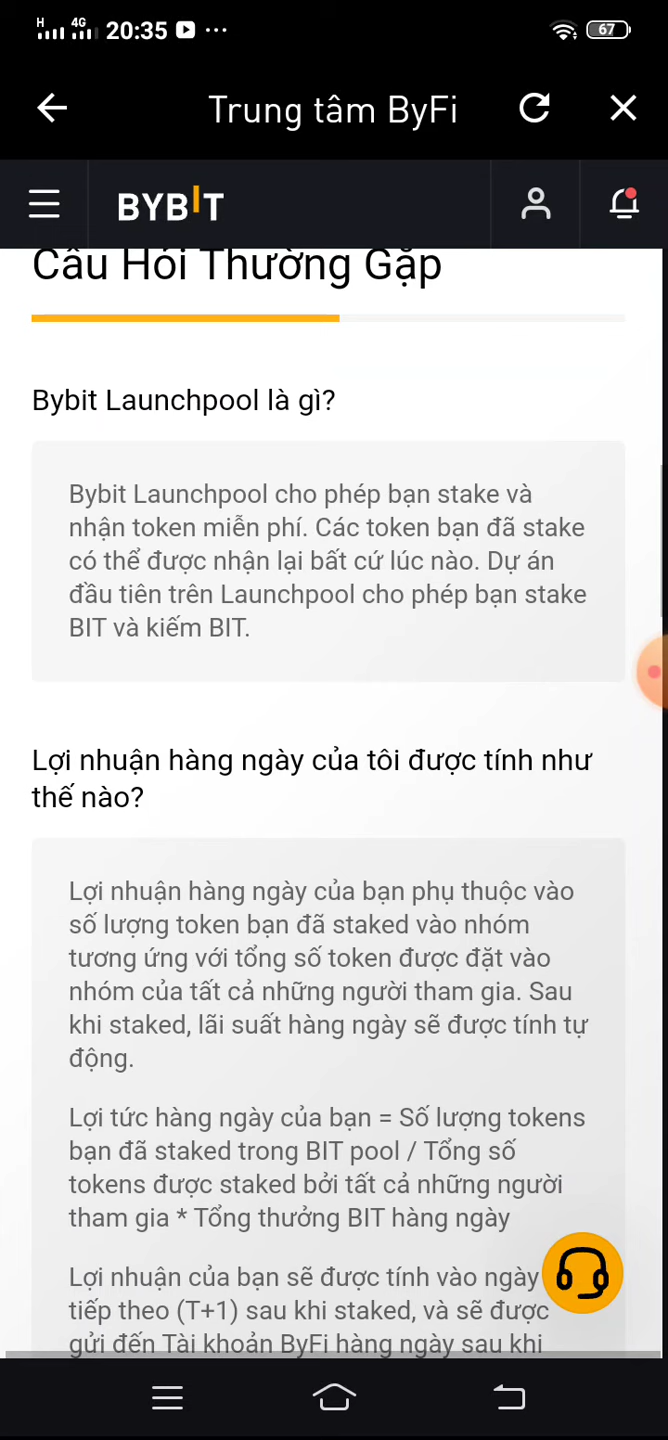 H 4G 20:35 ... 67
Trung tâm ByFi
BYBIT
Câu Hỏi Thường Gặp
Bybit Launchpool là gì?
Bybit Launchpool cho phép bạn stake và
nhận token miễn phí. Các token bạn đã stake
có thể được nhận lại bất cứ lúc nào. Dự án
đầu tiên trên Launchpool cho phép bạn stake
BIT và kiếm BIT.
Lợi nhuận hàng ngày của tôi được tính như
thế nào?
Lợi nhuận hàng ngày của bạn phụ thuộc vào
số lượng token bạn đã staked vào nhóm
tương ứng với tổng số token được đặt vào
nhóm của tất cả những người tham gia. Sau
khi staked, lãi suất hàng ngày sẽ được tính tự
động.
Lợi tức hàng ngày của bạn = Số lượng tokens
bạn đã staked trong BIT pool / Tổng số
tokens được staked bởi tất cả những người
tham gia * Tổng thưởng BIT hàng ngày
Lợi nhuận của bạn sẽ được tính vào ngày
tiếp theo (T+1) sau khi staked, và sẽ được
gửi đến Tài khoản ByFi hàng ngày sau khi